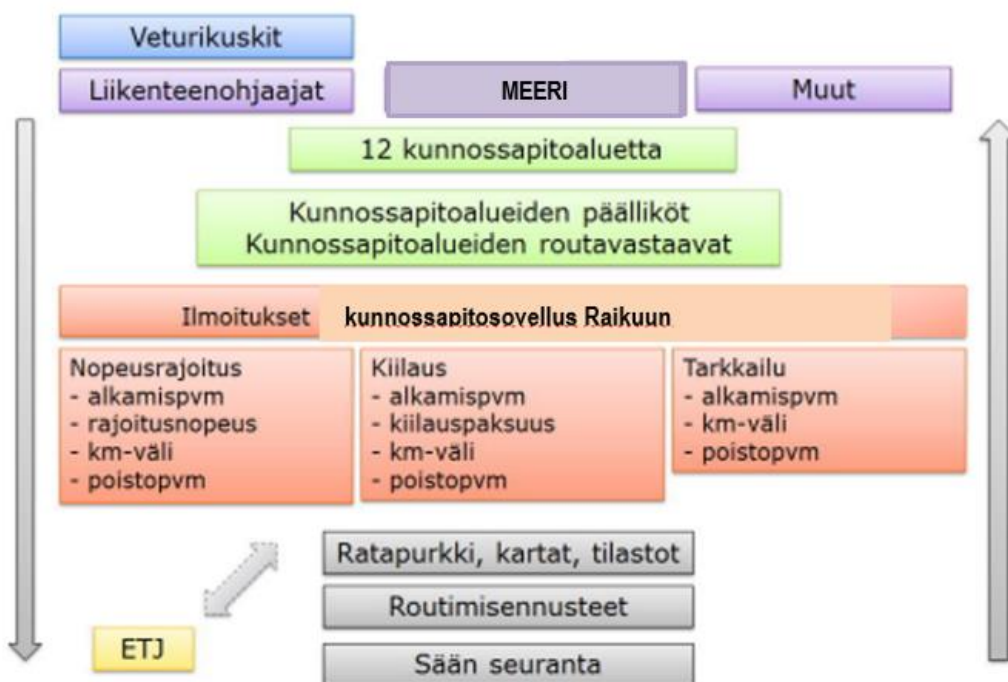 Veturikuskit
Liikenteenohjaajat
MEERI
Muut
12 kunnossapitoaluetta
Kunnossapitoalueiden päälliköt
Kunnossapitoalueiden routavastaavat
Ilmoitukset kunnossapitosovellus Raikuun
Nopeusrajoitus
- alkamispvm
- rajoitusnopeus
- km-väli
- poistopvm
Kiilaus
- alkamispvm
- kiilauspaksuus
- km-väli
- poistopvm
Tarkkailu
- alkamispvm
- km-väli
- poistopvm
Ratapurkki, kartat, tilastot
Routimisennusteet
Sään seuranta
ETJ